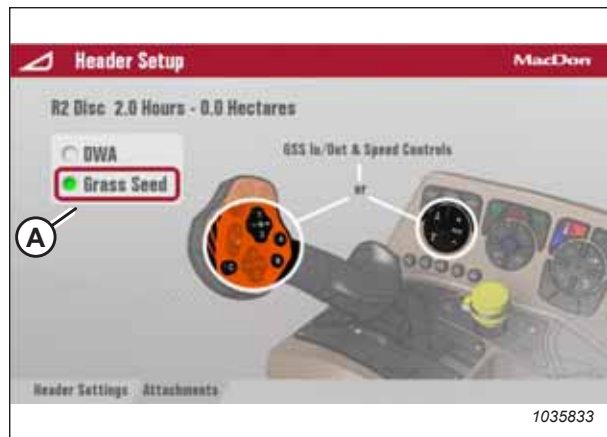 Header Setup
MacDon
R2 Disc 2.0 Hours - 0.0 Hectares
DWA
Grass Seed
GSS In/Out & Speed Controls
or
A
Header Settings Attachments
1035833